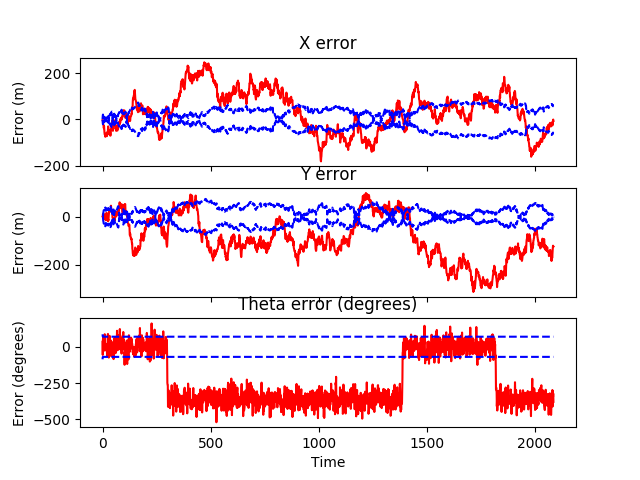 X error
Error (m)
200
0
−200
Y error
Error (m)
0
−200
Theta error (degrees)
Error (degrees)
0
−250
−500
0 500 1000 1500 2000
Time